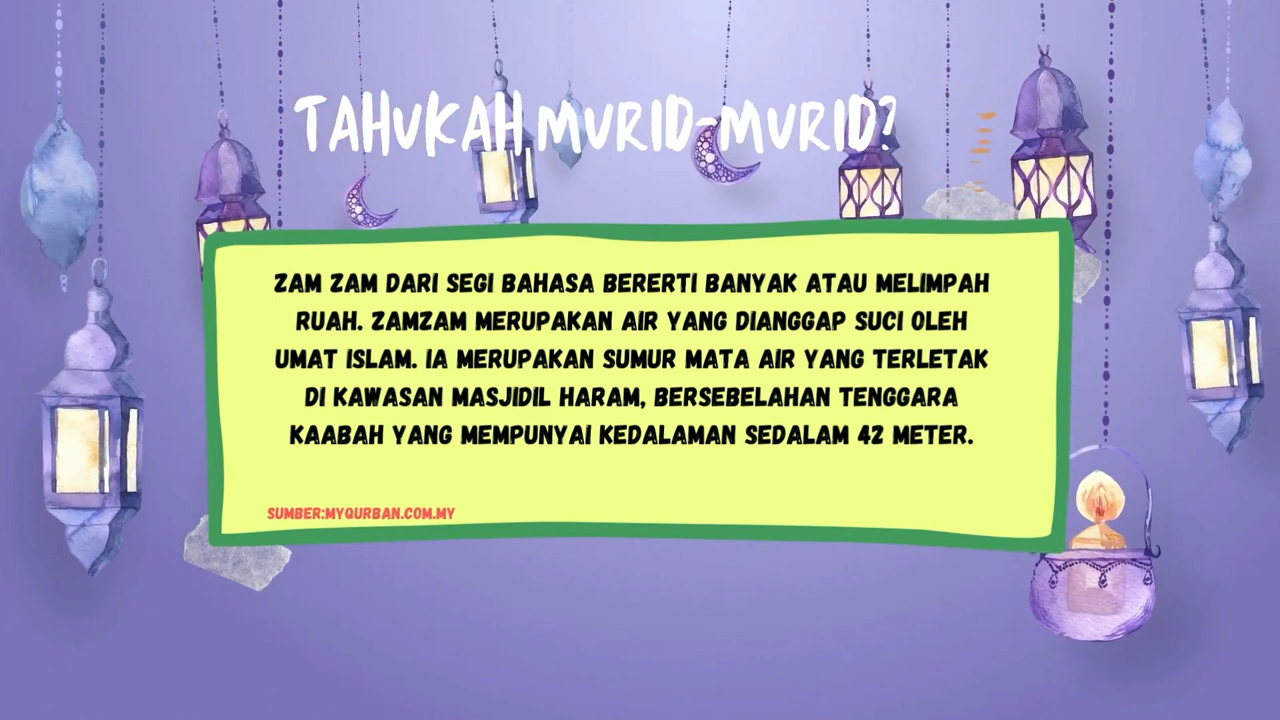 TAHUKAH MURID-MURID?
ZAM ZAM DARI SEGI BAHASA BERERTI BANYAK ATAU MELIMPAH
RUAH. ZAMZAM MERUPAKAN AIR YANG DIANGGAP SUCI OLEH
UMAT ISLAM. IA MERUPAKAN SUMUR MATA AIR YANG TERLETAK
DI KAWASAN MASJIDIL HARAM, BERSEBELAHAN TENGGARA
KAABAH YANG MEMPUNYAI KEDALAMAN SEDALAM 42 METER.
SUMBER:MYQURBAN.COM.MY